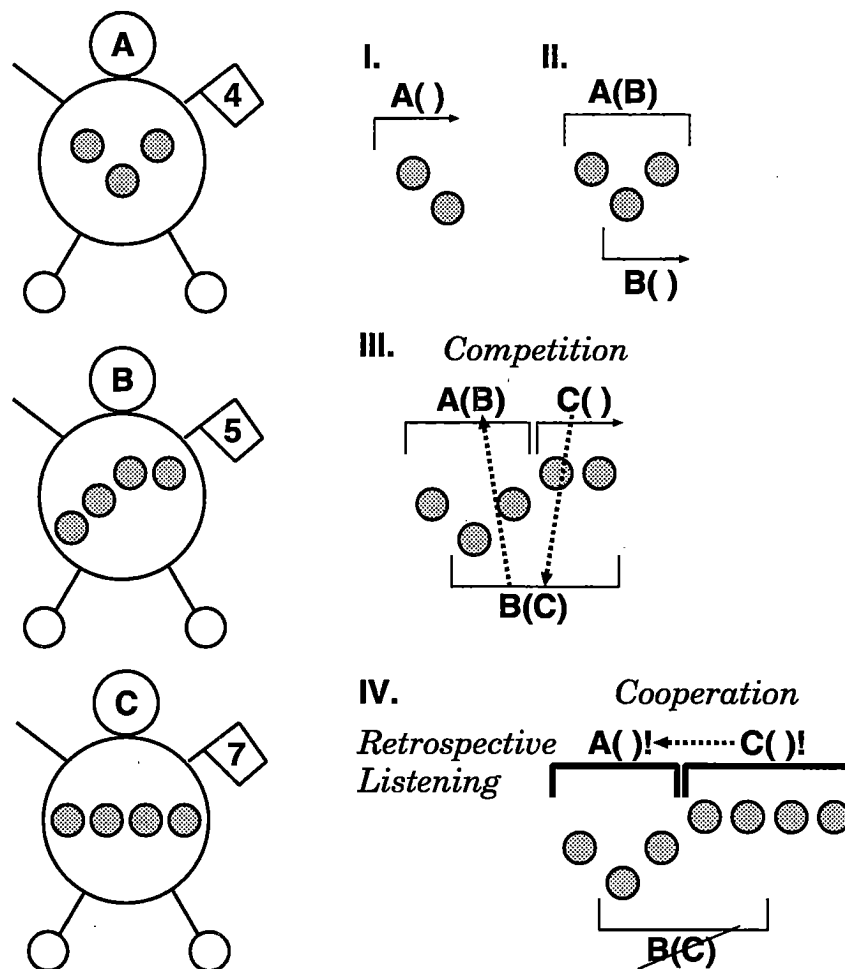 A
4
I.
A( )
II.
A(B)
B( )
B
5
III.
Competition
A(B)
C( )
B(C)
C
7
IV.
Cooperation
Retrospective
Listening
A( )!
C( )!
B(C)